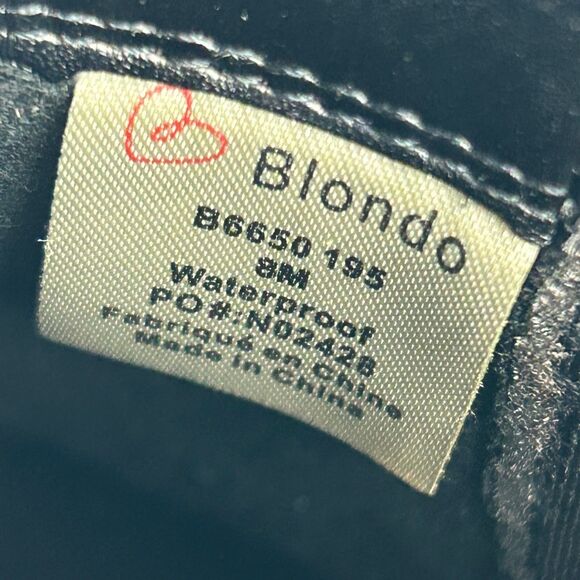 Blondo
B6650 195
8M
Waterproof
PO#:N02428
Fabriqué en Chine
Made in China